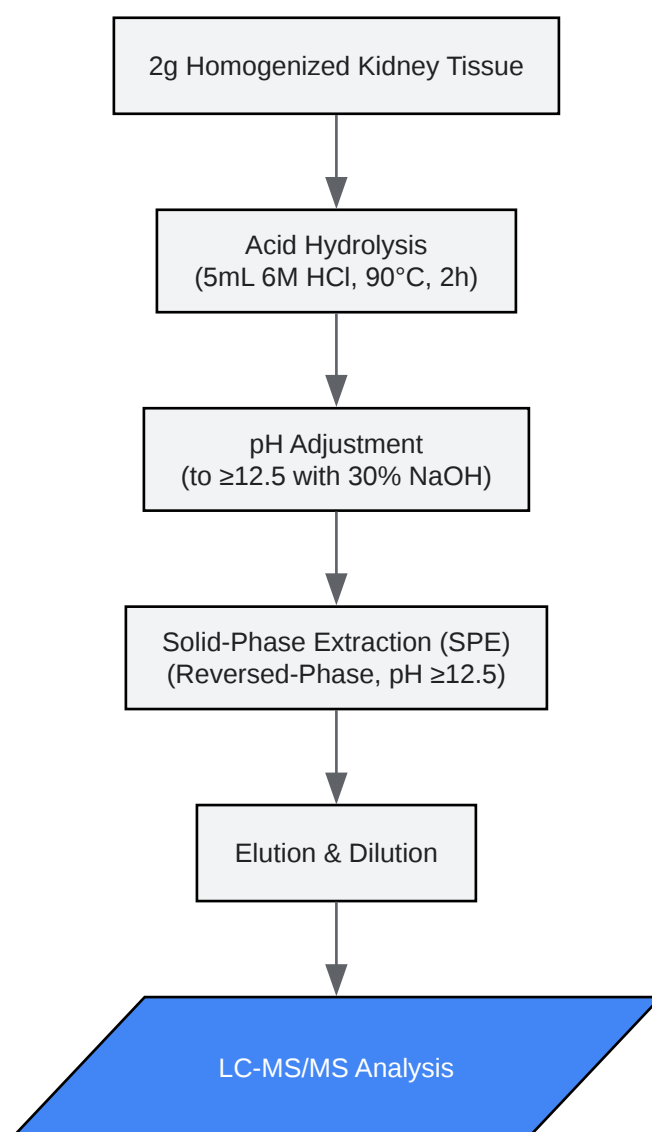 2g Homogenized Kidney Tissue
Acid Hydrolysis
(5mL 6M HCl, 90°C, 2h)
pH Adjustment
(to ≥12.5 with 30% NaOH)
Solid-Phase Extraction (SPE)
(Reversed-Phase, pH ≥12.5)
Elution & Dilution
LC-MS/MS Analysis